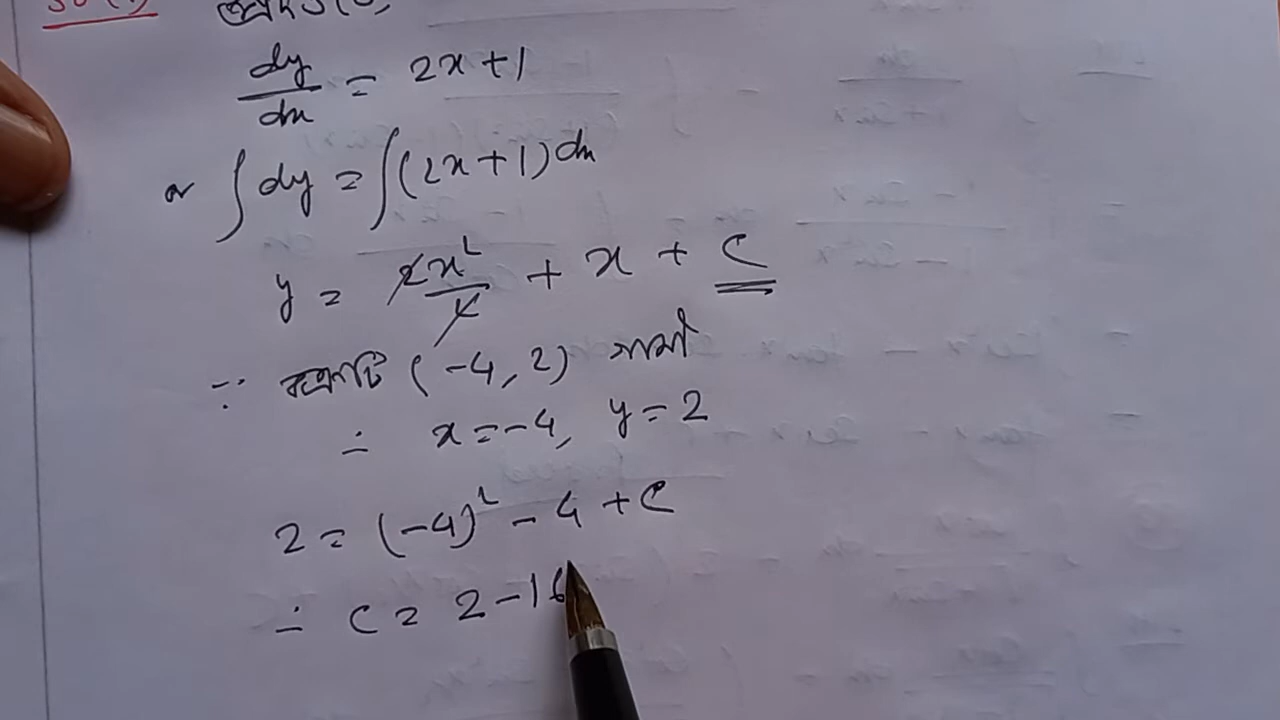 dy/dx = 2x+1
or ∫dy = ∫(2x+1)dx
y = 2x²/2 + x + C
∵ বক্ররেখাটি (-4, 2)
∴ x = -4, y = 2
2 = (-4)² - 4 + C
∴ C = 2 - 16